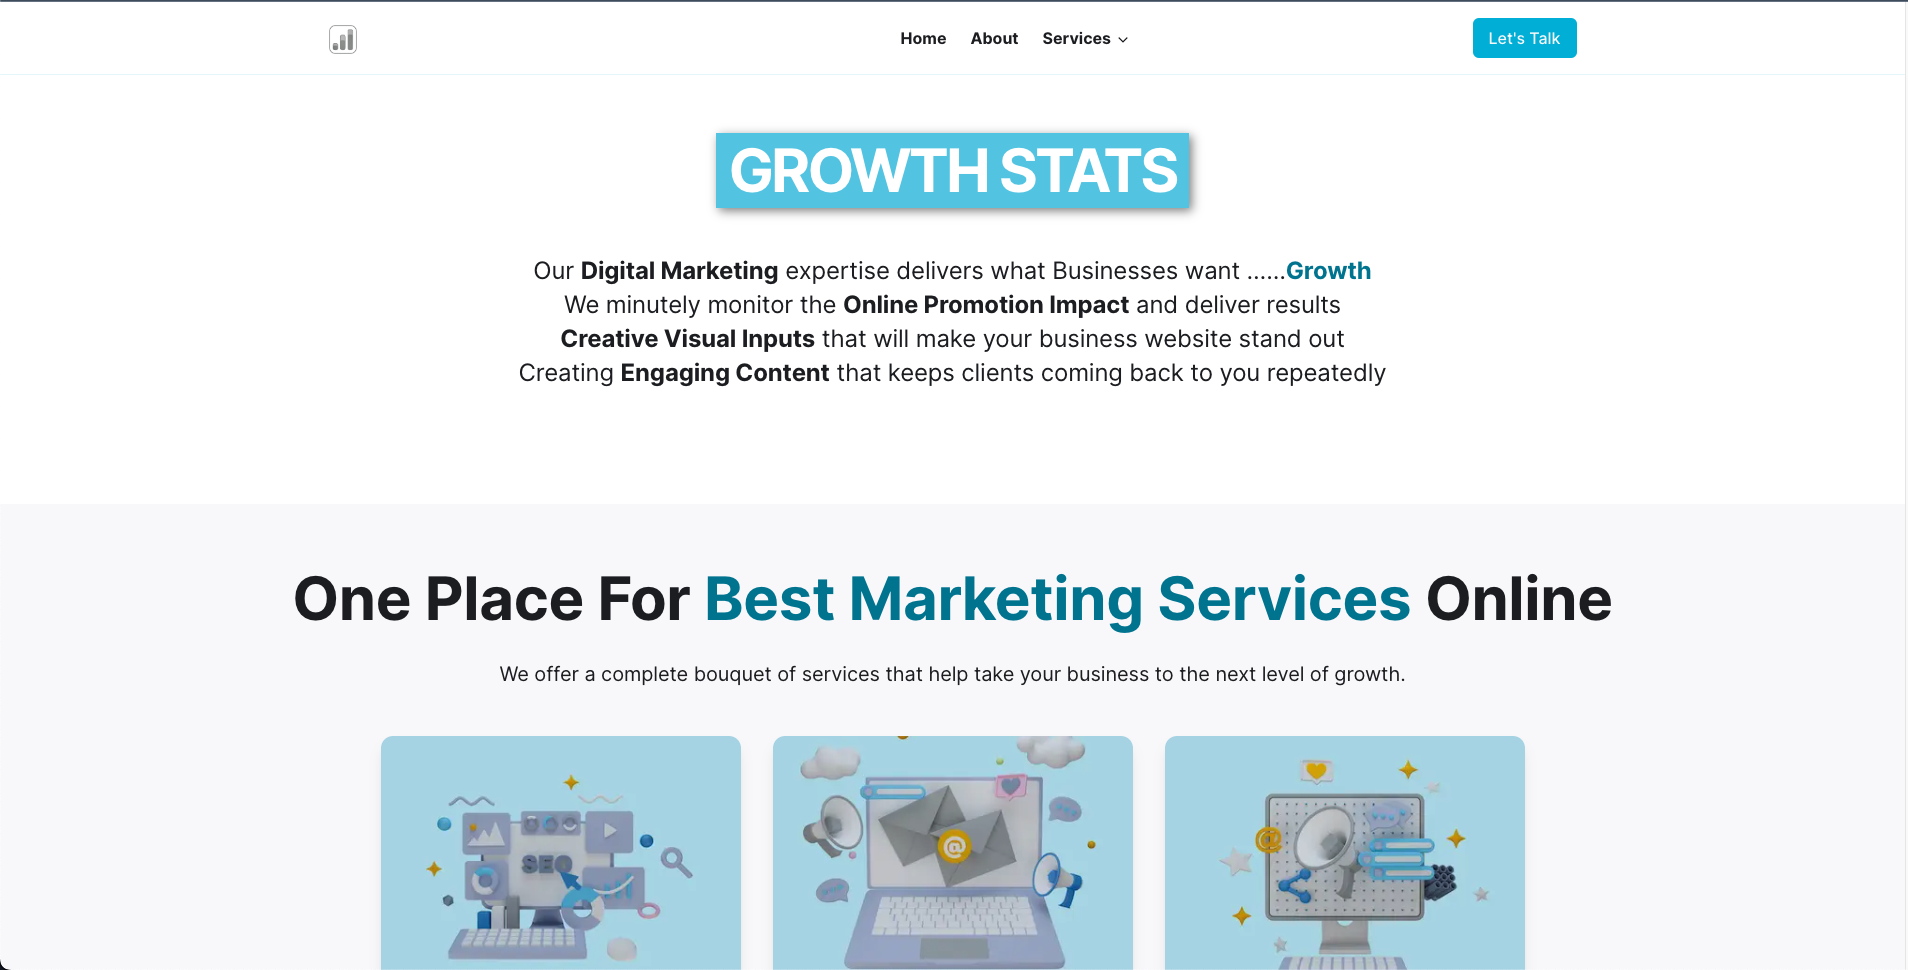 Home About Services
Let's Talk
GROWTH STATS
Our Digital Marketing expertise delivers what Businesses want ......Growth
We minutely monitor the Online Promotion Impact and deliver results
Creative Visual Inputs that will make your business website stand out
Creating Engaging Content that keeps clients coming back to you repeatedly
One Place For Best Marketing Services Online
We offer a complete bouquet of services that help take your business to the next level of growth.
SEO
@
@